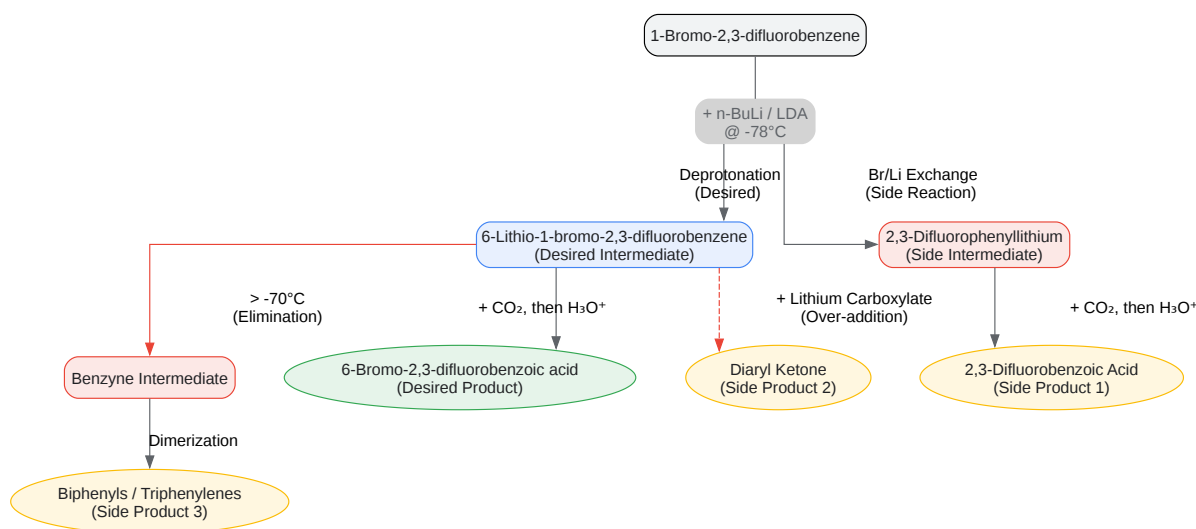 1-Bromo-2,3-difluorobenzene
+ n-BuLi / LDA
@ -78°C
Deprotonation
(Desired)
Br/Li Exchange
(Side Reaction)
6-Lithio-1-bromo-2,3-difluorobenzene
(Desired Intermediate)
2,3-Difluorophenyllithium
(Side Intermediate)
> -70°C
(Elimination)
+ CO₂, then H₃O⁺
+ Lithium Carboxylate
(Over-addition)
+ CO₂, then H₃O⁺
Benzyne Intermediate
6-Bromo-2,3-difluorobenzoic acid
(Desired Product)
Diaryl Ketone
(Side Product 2)
2,3-Difluorobenzoic Acid
(Side Product 1)
Dimerization
Biphenyls / Triphenylenes
(Side Product 3)